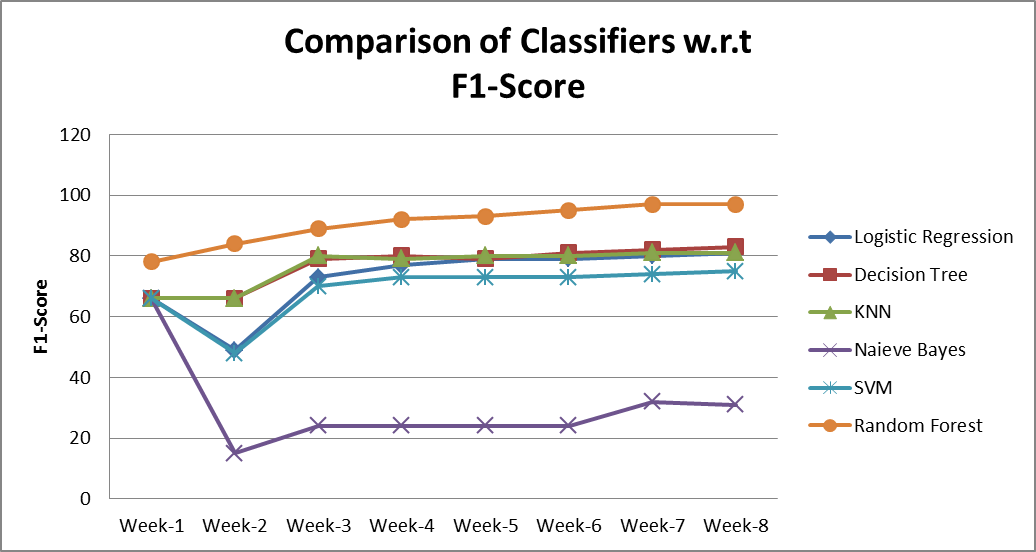 Comparison of Classifiers w.r.t
F1-Score
120
100
80
60
40
20
0
F1-Score
Week-1 Week-2 Week-3 Week-4 Week-5 Week-6 Week-7 Week-8
Logistic Regression
Decision Tree
KNN
Naieve Bayes
SVM
Random Forest